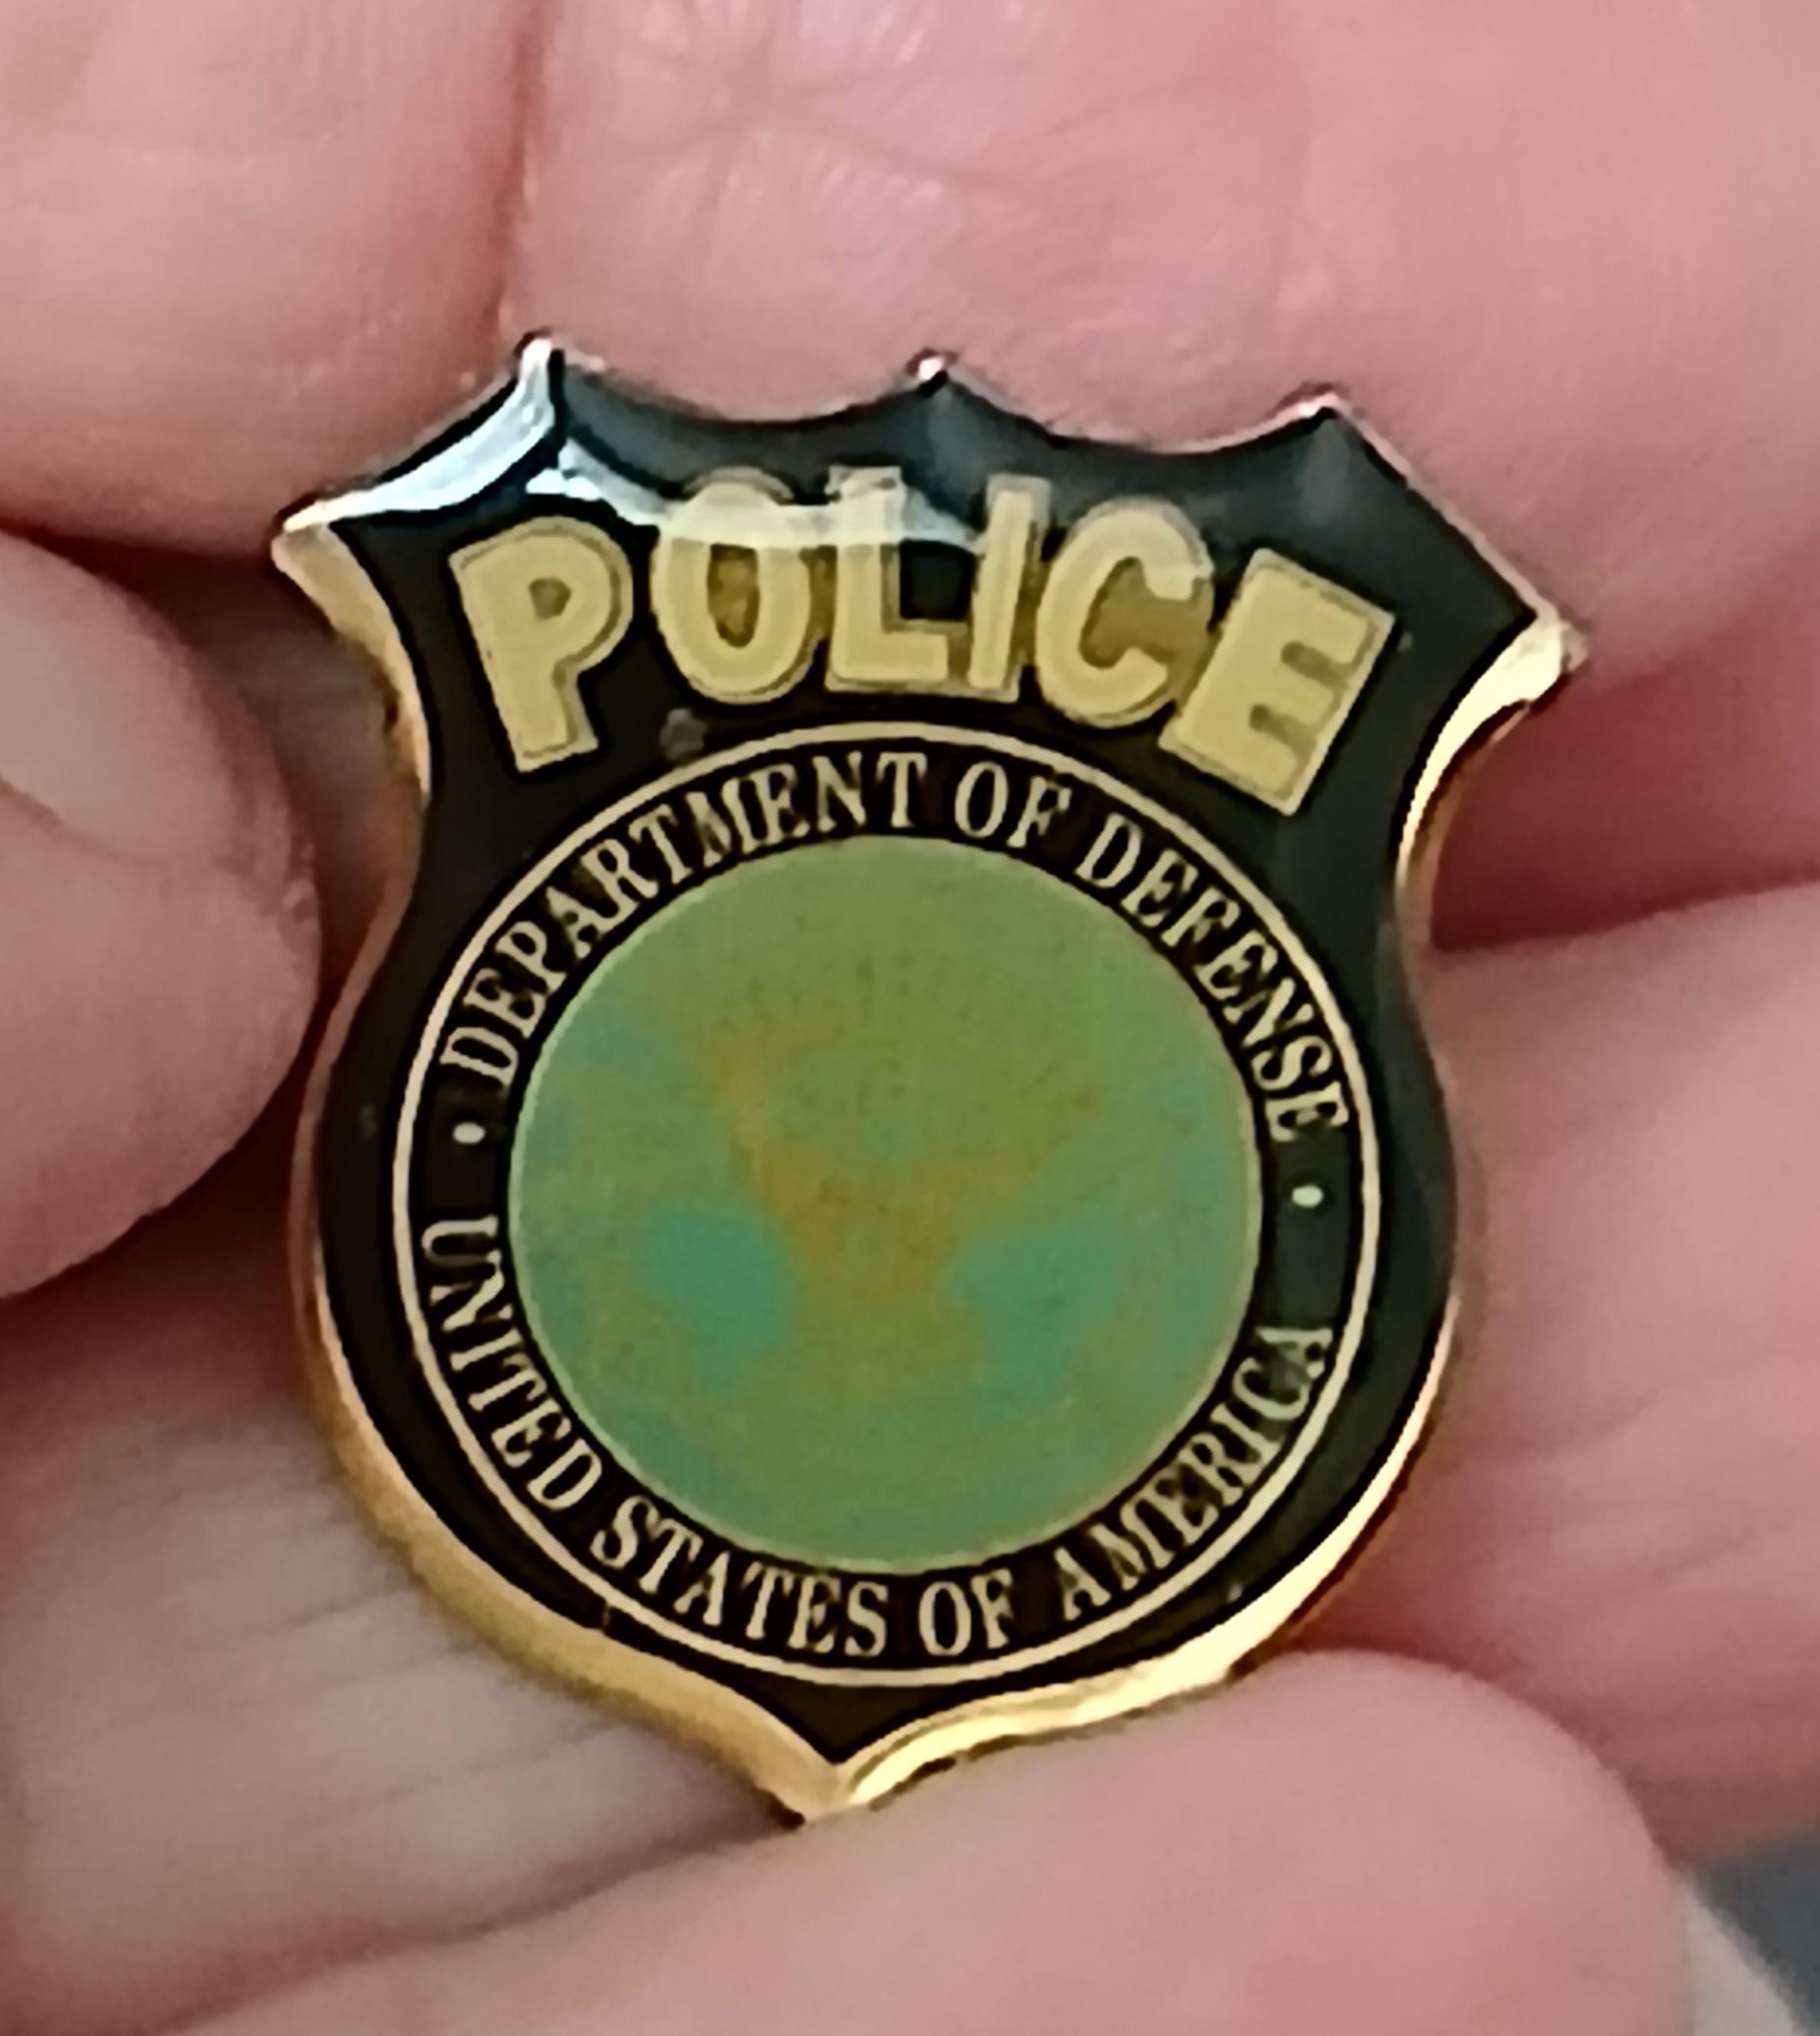 POLICE
• DEPARTMENT OF DEFENSE •
UNITED STATES OF AMERICA